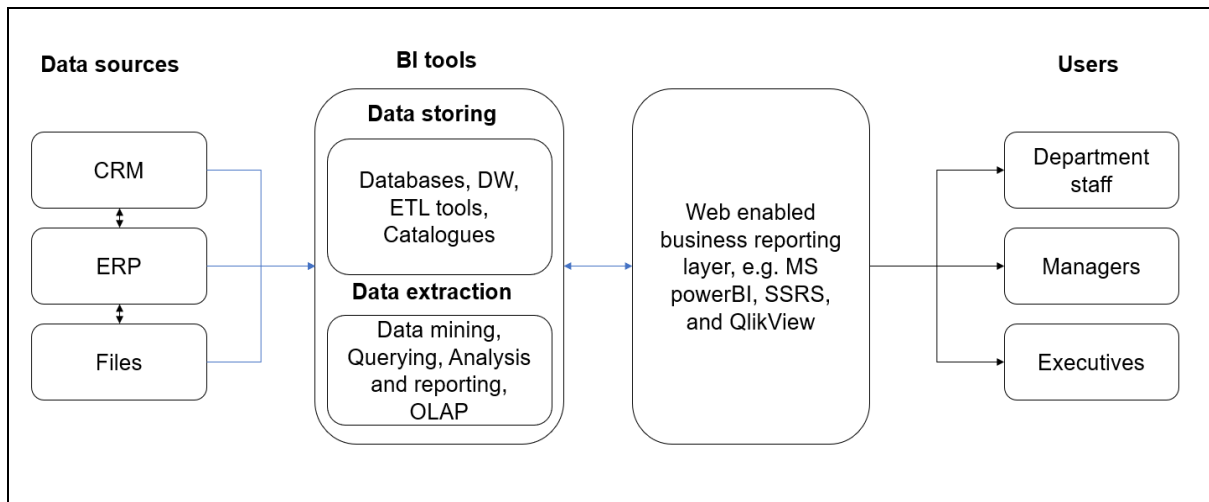 Data sources
BI tools
Users
CRM
ERP
Files
Data storing
Databases, DW,
ETL tools,
Catalogues
Data extraction
Data mining,
Querying, Analysis
and reporting,
OLAP
Web enabled
business reporting
layer, e.g. MS
powerBI, SSRS,
and QlikView
Department
staff
Managers
Executives